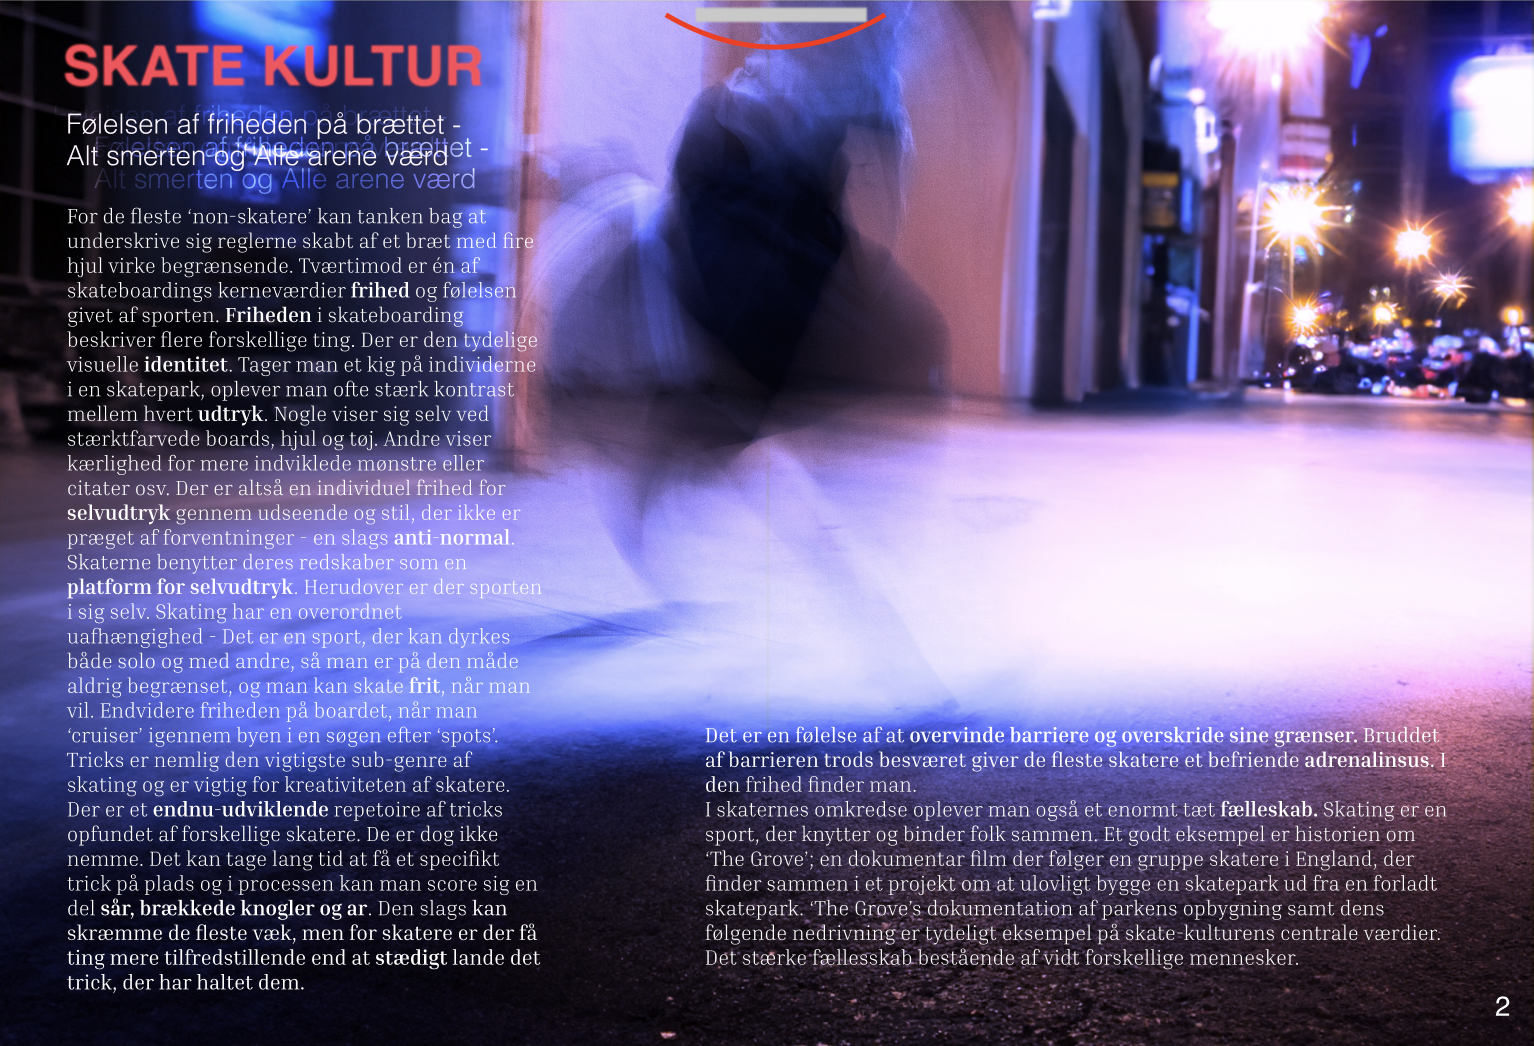 SKATE KULTUR
Følelsen af friheden på brættet -
Alt smerten og Alle arene værd
Følelsen af friheden på brættet -
Alt smerten og Alle arene værd
For de fleste ‘non-skatere’ kan tanken bag at
underskrive sig reglerne skabt af et bræt med fire
hjul virke begrænsende. Tværtimod er én af
skateboardings kerneværdier frihed og følelsen
givet af sporten. Friheden i skateboarding
beskriver flere forskellige ting. Der er den tydelige
visuelle identitet. Tager man et kig på individerne
i en skatepark, oplever man ofte stærk kontrast
mellem hvert udtryk. Nogle viser sig selv ved
stærktfarvede boards, hjul og tøj. Andre viser
kærlighed for mere indviklede mønstre eller
citater osv. Der er altså en individuel frihed for
selvudtryk gennem udseende og stil, der ikke er
præget af forventninger - en slags anti-normal.
Skaterne benytter deres redskaber som en
platform for selvudtryk. Herudover er der sporten
i sig selv. Skating har en overordnet
uafhængighed - Det er en sport, der kan dyrkes
både solo og med andre, så man er på den måde
aldrig begrænset, og man kan skate frit, når man
vil. Endvidere friheden på boardet, når man
‘cruiser’ igennem byen i en søgen efter ‘spots’.
Tricks er nemlig den vigtigste sub-genre af
skating og er vigtig for kreativiteten af skatere.
Der er et endnu-udviklende repetoire af tricks
opfundet af forskellige skatere. De er dog ikke
nemme. Det kan tage lang tid at få et specifikt
trick på plads og i processen kan man score sig en
del sår, brækkede knogler og ar. Den slags kan
skræmme de fleste væk, men for skatere er der få
ting mere tilfredstillende end at stædigt lande det
trick, der har haltet dem.
Det er en følelse af at overvinde barriere og overskride sine grænser. Bruddet
af barrieren trods besværet giver de fleste skatere et befriende adrenalinsus. I
den frihed finder man.
I skaternes omkredse oplever man også et enormt tæt fælleskab. Skating er en
sport, der knytter og binder folk sammen. Et godt eksempel er historien om
‘The Grove’; en dokumentar film der følger en gruppe skatere i England, der
finder sammen i et projekt om at ulovligt bygge en skatepark ud fra en forladt
skatepark. ‘The Grove’s dokumentation af parkens opbygning samt dens
følgende nedrivning er tydeligt eksempel på skate-kulturens centrale værdier.
Det stærke fællesskab bestående af vidt forskellige mennesker.
2